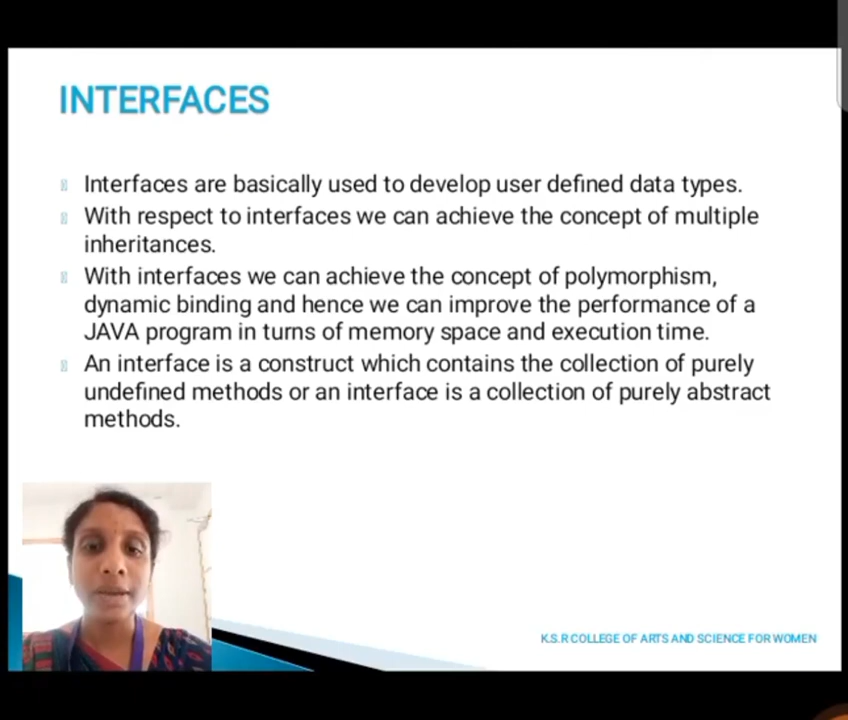 INTERFACES
Interfaces are basically used to develop user defined data types.
With respect to interfaces we can achieve the concept of multiple
inheritances.
With interfaces we can achieve the concept of polymorphism,
dynamic binding and hence we can improve the performance of a
JAVA program in turns of memory space and execution time.
An interface is a construct which contains the collection of purely
undefined methods or an interface is a collection of purely abstract
methods.
K.S.R COLLEGE OF ARTS AND SCIENCE FOR WOMEN